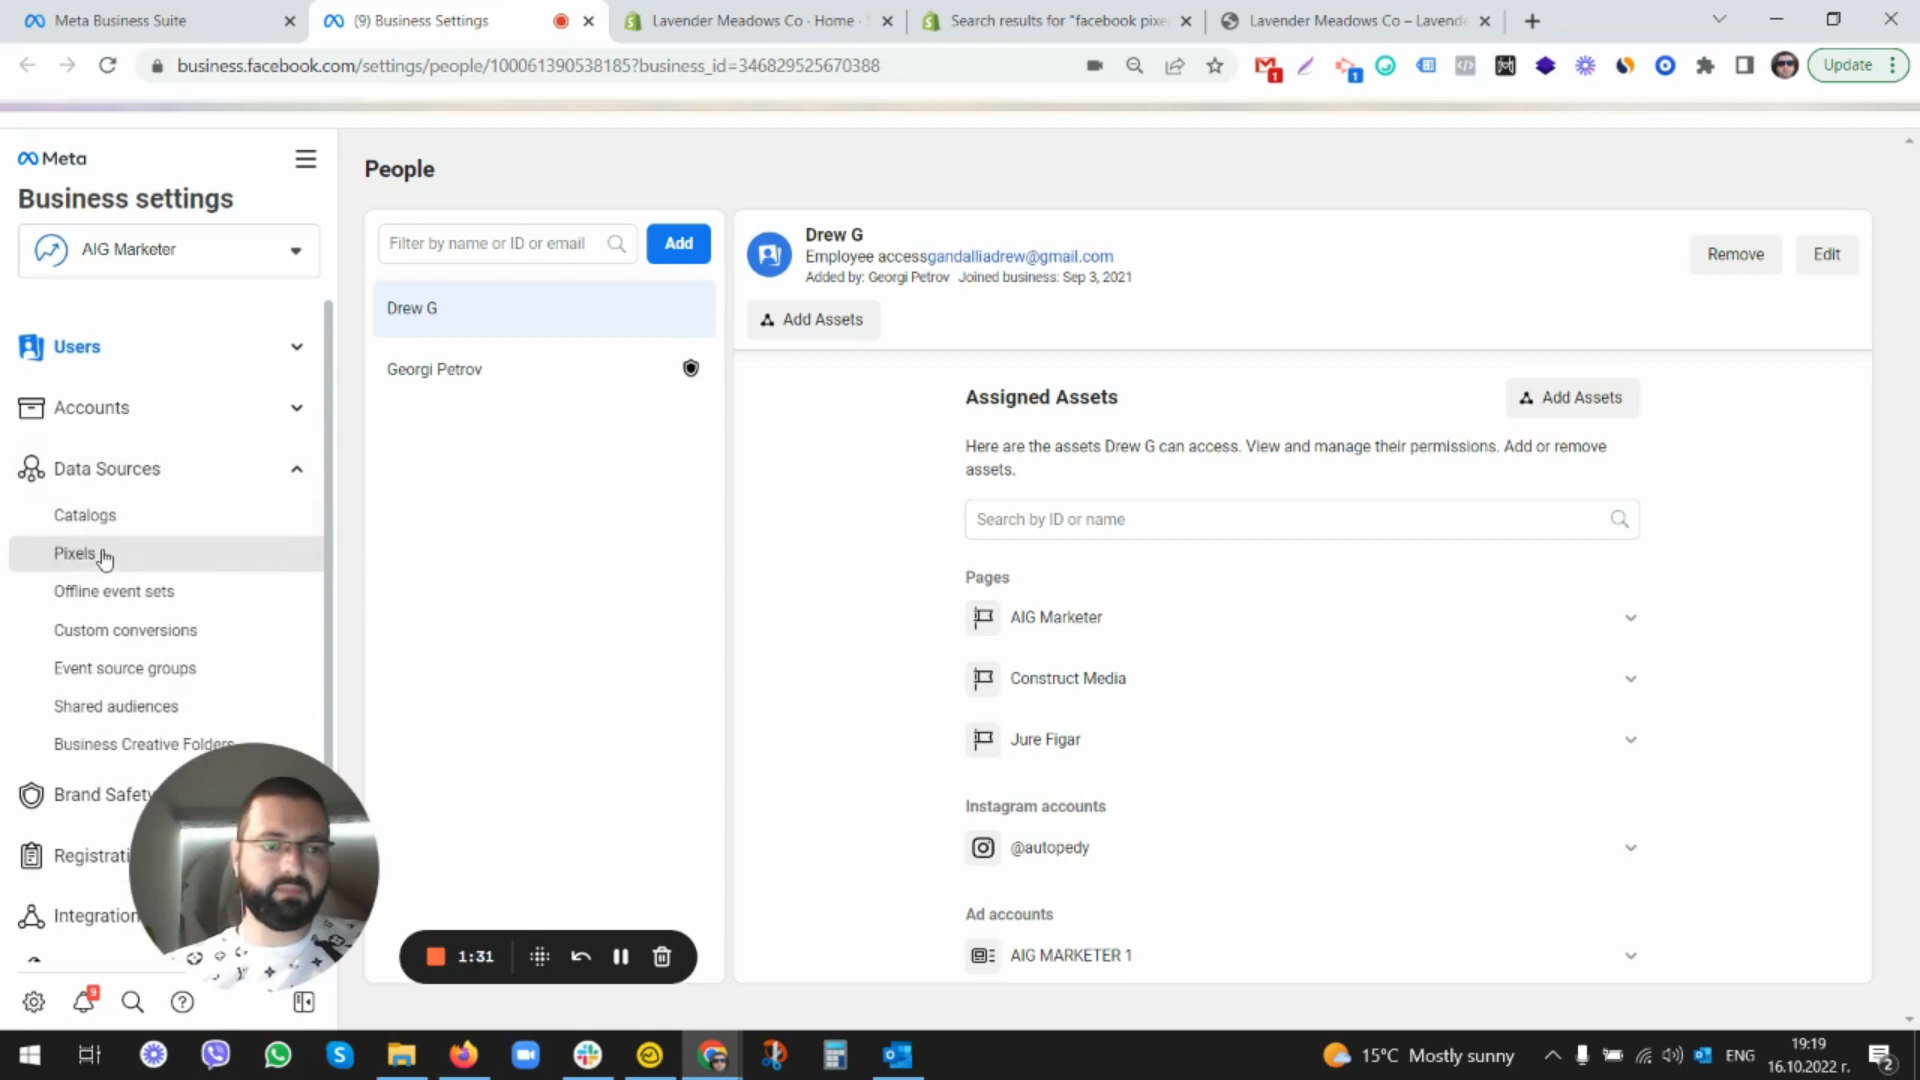 Meta Business Suite
(9) Business Settings
Lavender Meadows Co · Home ·
Search results for "facebook pixe
Lavender Meadows Co – Lavend
business.facebook.com/settings/people/100061390538185?business_id=346829525670388
1
1
Update
Meta
Business settings
AIG Marketer
Users
Accounts
Data Sources
Catalogs
Pixels
Offline event sets
Custom conversions
Event source groups
Shared audiences
Business Creative Folders
Brand Safety
Registrati
Integration
9
People
Filter by name or ID or email
Add
Drew G
Georgi Petrov
Drew G
Employee accessgandalliadrew@gmail.com
Added by: Georgi Petrov Joined business: Sep 3, 2021
Remove
Edit
Add Assets
Assigned Assets
Add Assets
Here are the assets Drew G can access. View and manage their permissions. Add or remove
assets.
Search by ID or name
Pages
AIG Marketer
Construct Media
Jure Figar
Instagram accounts
@autopedy
Ad accounts
AIG MARKETER 1
1:31
15°C Mostly sunny
ENG
19:19
16.10.2022 г.
2